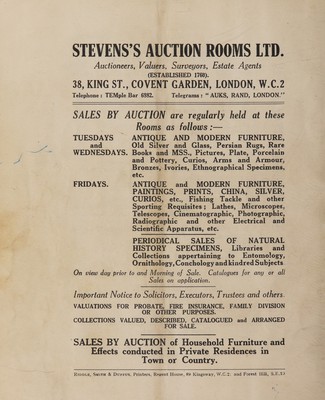 STEVENS'S AUCTION ROOMS LTD.
Auctioneers, Valuers, Surveyors, Estate Agents
(ESTABLISHED 1760).
38, KING ST., COVENT GARDEN, LONDON, W.C.2
Telephone: TEMple Bar 6882. Telegrams: "AUKS, RAND, LONDON."
SALES BY AUCTION are regularly held at these
Rooms as follows:—
TUESDAYS ANTIQUE AND MODERN FURNITURE,
and Old Silver and Glass, Persian Rugs, Rare
WEDNESDAYS. Books and MSS., Pictures, Plate, Porcelain
and Pottery, Curios, Arms and Armour,
Bronzes, Ivories, Ethnographical Specimens,
etc.
FRIDAYS. ANTIQUE and MODERN FURNITURE,
PAINTINGS, PRINTS, CHINA, SILVER,
CURIOS, etc., Fishing Tackle and other
Sporting Requisites; Lathes, Microscopes,
Telescopes, Cinematographic, Photographic,
Radiographic and other Electrical and
Scientific Apparatus, etc.
PERIODICAL SALES OF NATURAL
HISTORY SPECIMENS, Libraries and
Collections appertaining to Entomology,
Ornithology, Conchology and kindred Subjects
On view day prior to and Morning of Sale. Catalogues for any or all
Sales on application.
Important Notice to Solicitors, Executors, Trustees and others.
VALUATIONS FOR PROBATE, FIRE INSURANCE, FAMILY DIVISION
OR OTHER PURPOSES.
COLLECTIONS VALUED, DESCRIBED, CATALOGUED and ARRANGED
FOR SALE.
SALES BY AUCTION of Household Furniture and
Effects conducted in Private Residences in
Town or Country.
Printers, Regent House, Kingsway, W.C.2. and Forest Hill, S.E.23